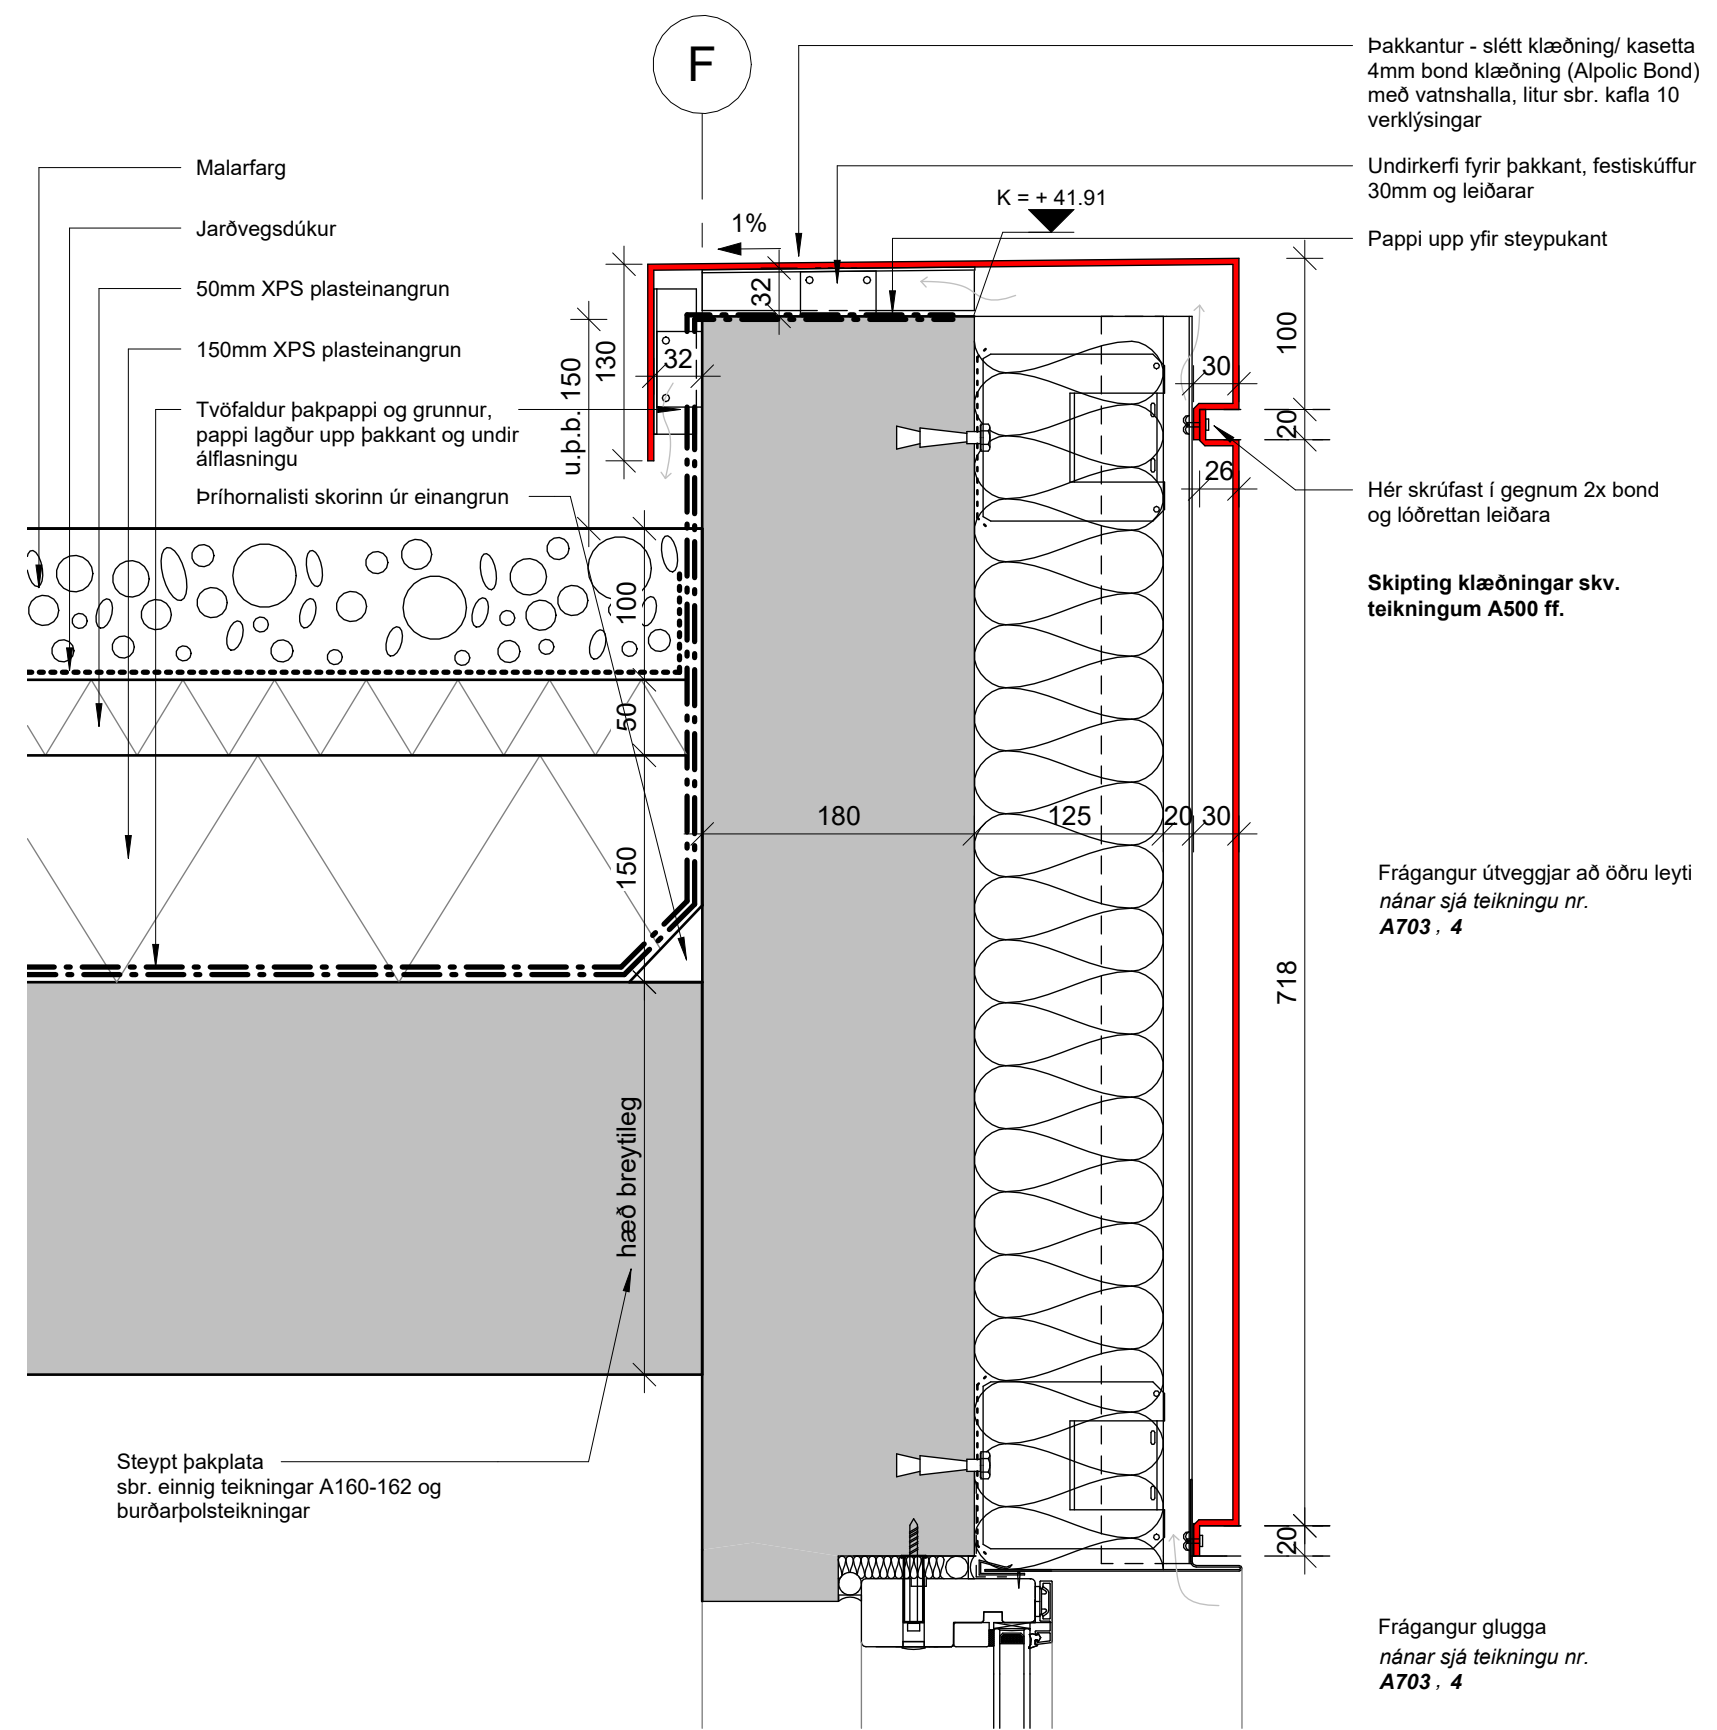 F
Þakkantur - slétt klæðning/ kasetta
4mm bond klæðning (Alpolic Bond)
með vatnshalla, litur sbr. kafla 10
verklýsingar
Malarfarg
Undirkerfi fyrir þakkant, festiskúffur
30mm og leiðarar
K = + 41.91
Jarðvegsdúkur
1%
Pappi upp yfir steypukant
50mm XPS plasteinangrun
32
100
150mm XPS plasteinangrun
130
32
30
u.þ.b. 150
Tvöfaldur þakpappi og grunnur,
pappi lagður upp þakkant og undir
álflasningu
20
26
Þríhornalisti skorinn úr einangrun
Hér skrúfast í gegnum 2x bond
og lóðrettan leiðara
Skipting klæðningar skv.
teikningum A500 ff.
100
50
180
125
20
30
150
Frágangur útveggjar að öðru leyti
nánar sjá teikningu nr.
A703 , 4
718
hæð breytileg
Steypt þakplata
sbr. einnig teikningar A160-162 og
burðarþolsteikningar
20
Frágangur glugga
nánar sjá teikningu nr.
A703 , 4